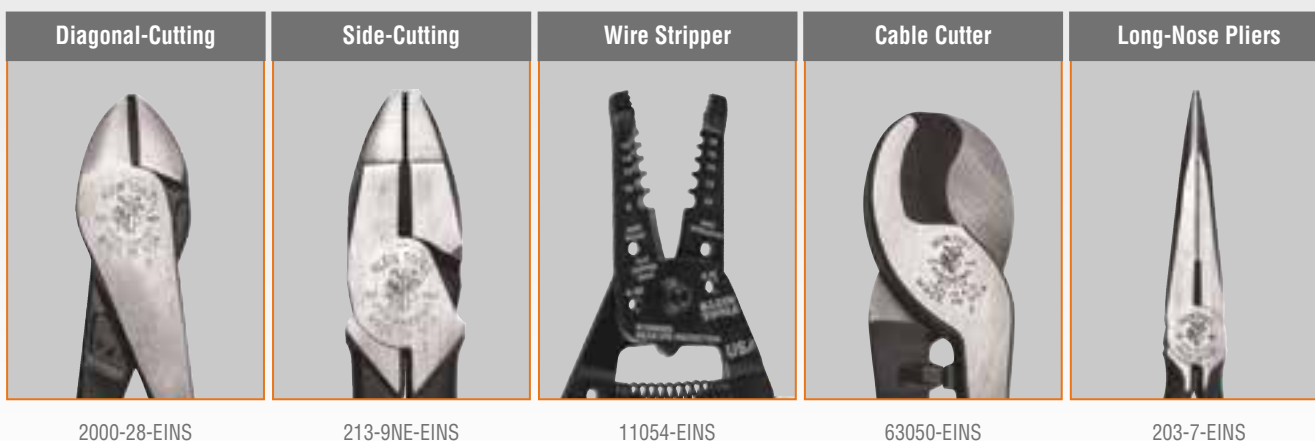 Diagonal-Cutting
Side-Cutting
Wire Stripper
Cable Cutter
Long-Nose Pliers
USA
2000-28-EINS
213-9NE-EINS
11054-EINS
63050-EINS
203-7-EINS